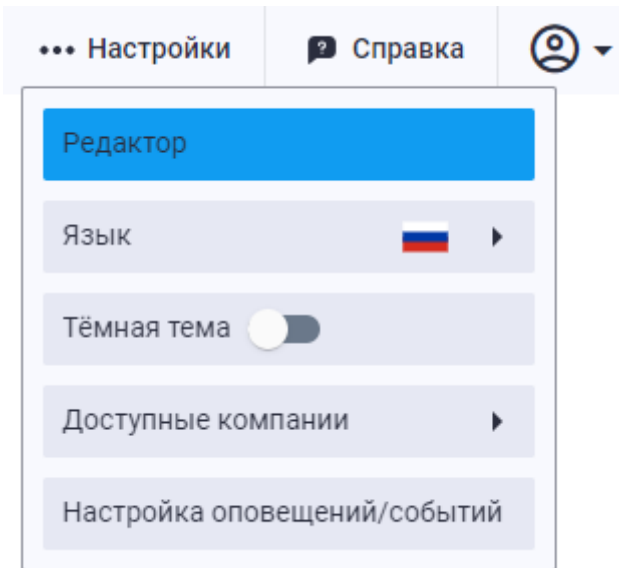 ••• Настройки
Справка
Редактор
Язык
Тёмная тема
Доступные компании
Настройка оповещений/событий